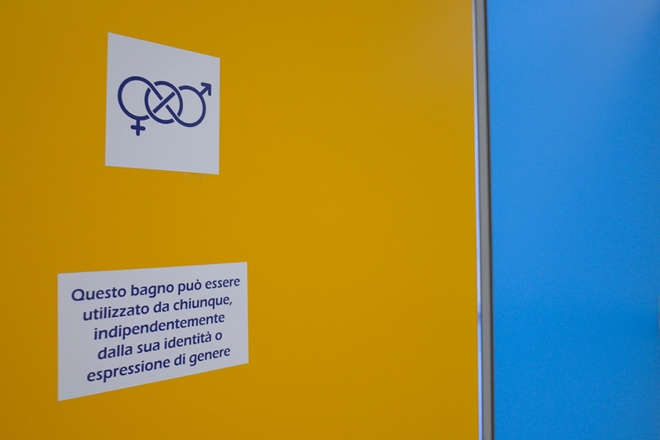 Questo bagno può essere
utilizzato da chiunque,
indipendentemente
dalla sua identità o
espressione di genere